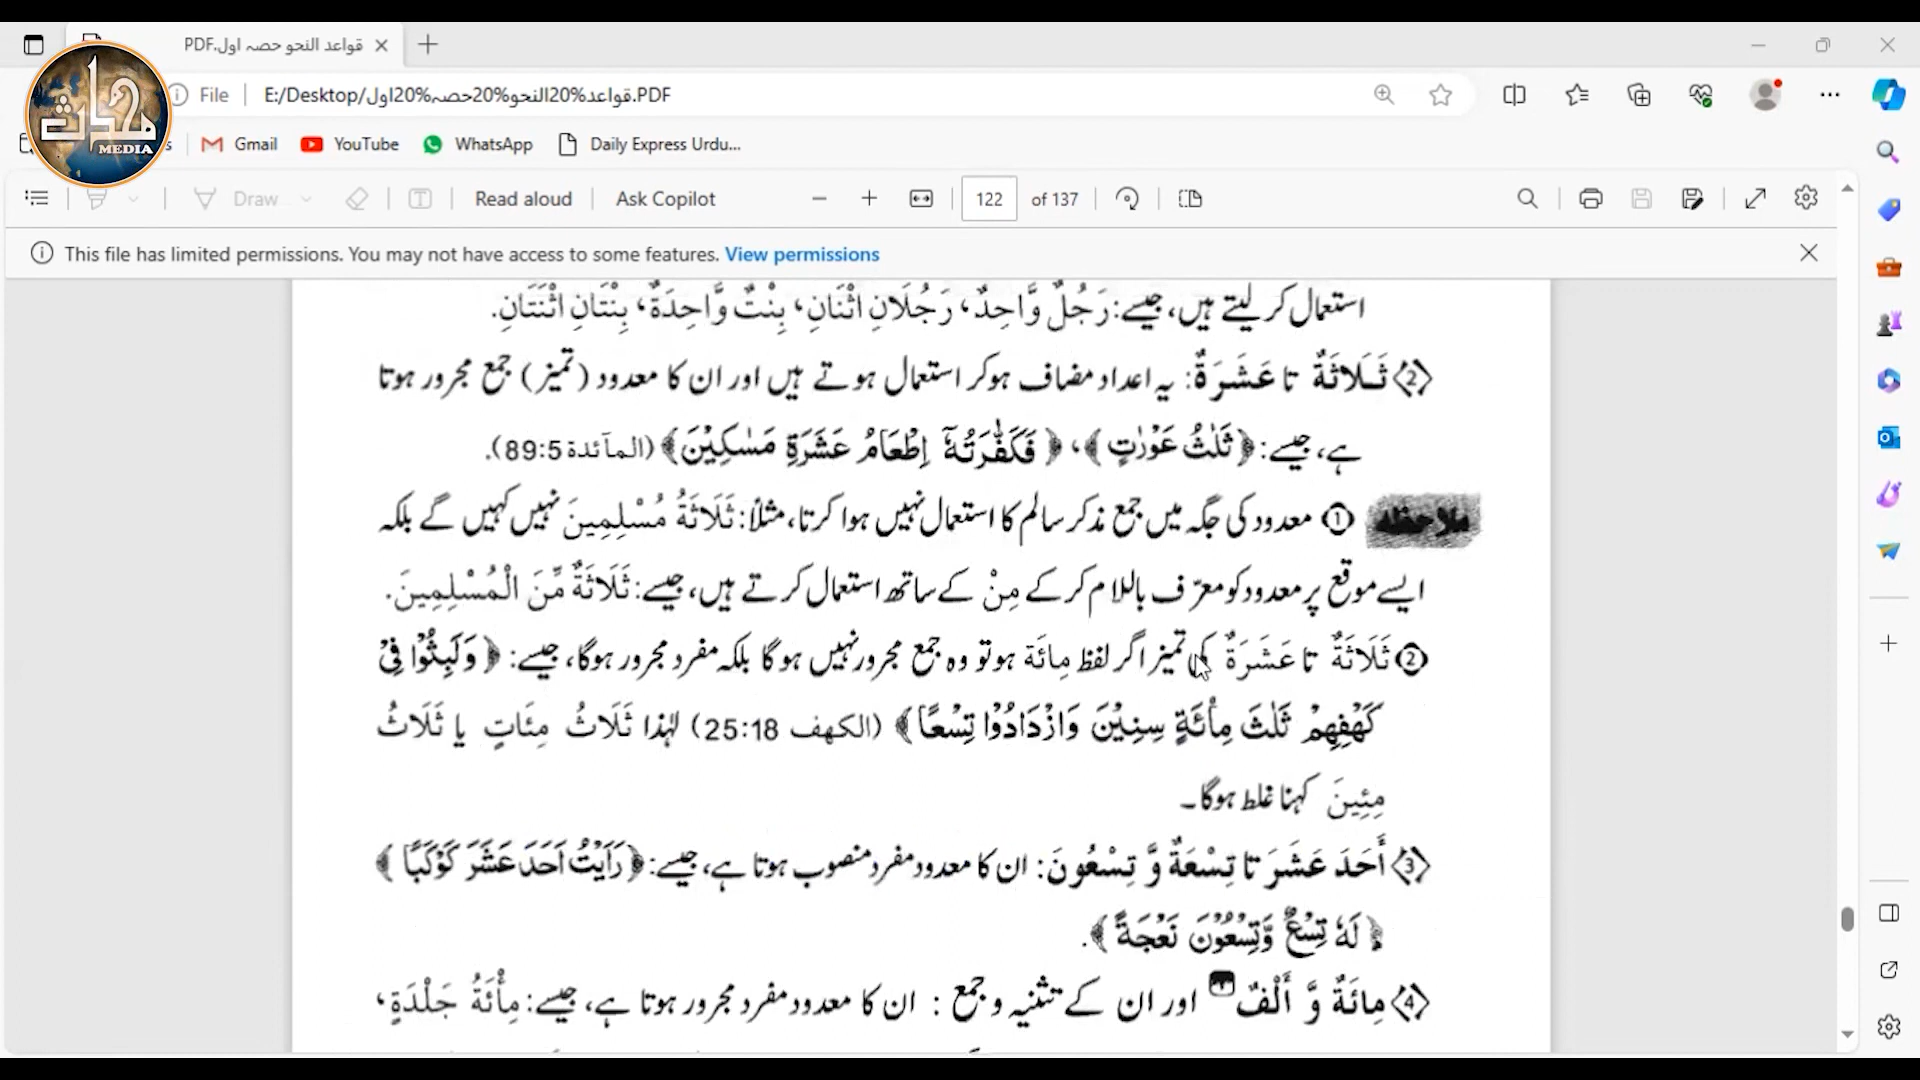 قواعد النحو حصہ اول.PDF
File
E:/Desktop/قواعد%20النحو%20حصہ%20اول.PDF
MEDIA
Gmail
YouTube
WhatsApp
Daily Express Urdu...
Draw
Read aloud
Ask Copilot
122 of 137
This file has limited permissions. You may not have access to some features. View permissions
استعمال کر لیتے ہیں، جیسے: رَجُلٌ وَّاحِدٌ، رَجُلَانِ اثْنَانِ، بِنْتٌ وَّاحِدَةٌ، بِنْتَانِ اثْنَتَانِ.
⟨2⟩ ثَلَاثَةٌ تا عَشَرَةٌ: یہ اعداد مضاف ہوکر استعمال ہوتے ہیں اور ان کا معدود (تمیز) جمع مجرور ہوتا
ہے، جیسے: ﴿ثَلٰثُ عَوْرٰتٍ﴾، ﴿فَكَفّٰرَتُهٗٓ اِطْعَامُ عَشَرَةِ مَسٰكِيْنَ﴾ (المآئدة 89:5).
ملاحظہ ① معدود کی جگہ میں جمع مذکر سالم کا استعمال نہیں ہوا کرتا، مثلاً: ثَلَاثَةُ مُسْلِمِينَ نہیں کہیں گے بلکہ
ایسے موقع پر معدود کو معرّف باللام کر کے مِنْ کے ساتھ استعمال کرتے ہیں، جیسے: ثَلَاثَةٌ مِّنَ الْمُسْلِمِينَ.
② ثَلَاثَةٌ تا عَشَرَةٌ کی تمیز اگر لفظ مِائَة ہو تو وہ جمع مجرور نہیں ہو گا بلکہ مفرد مجرور ہوگا، جیسے: ﴿وَلَبِثُوْا فِيْ
كَهْفِهِمْ ثَلٰثَ مِائَةٍ سِنِيْنَ وَازْدَادُوْا تِسْعًا﴾ (الکھف 25:18) لہٰذا ثَلَاثُ مِئَاتٍ یا ثَلَاثُ
مِئِينَ کہنا غلط ہوگا۔
⟨3⟩ أَحَدَ عَشَرَ تا تِسْعَةٌ وَّ تِسْعُونَ: ان کا معدود مفرد منصوب ہوتا ہے، جیسے: ﴿رَاَيْتُ اَحَدَ عَشَرَ كَوْكَبًا﴾
﴿لَهٗ تِسْعٌ وَّتِسْعُوْنَ نَعْجَةً﴾.
⟨4⟩ مِائَةٌ وَّ أَلْفٌ اور ان کے تثنیہ و جمع : ان کا معدود مفرد مجرور ہوتا ہے، جیسے: مِأْئَةُ جَلْدَةٍ،